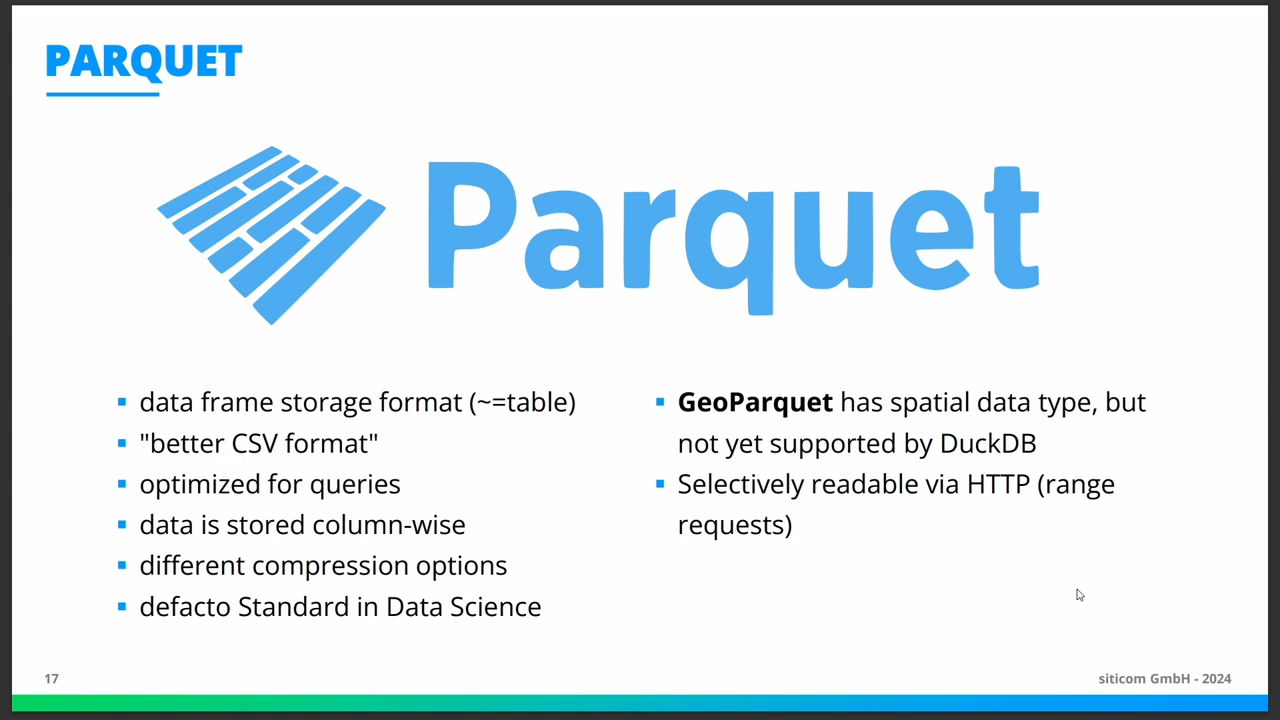 PARQUET
Parquet
data frame storage format (~=table)
"better CSV format"
optimized for queries
data is stored column-wise
different compression options
defacto Standard in Data Science
GeoParquet has spatial data type, but
not yet supported by DuckDB
Selectively readable via HTTP (range
requests)
17
siticom GmbH - 2024